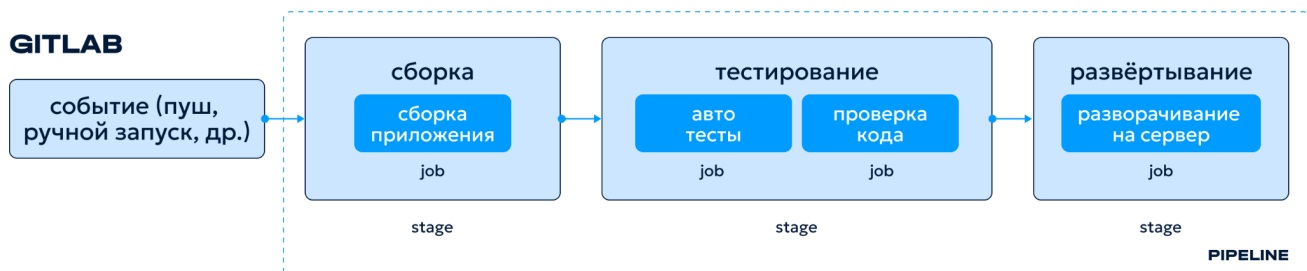 GITLAB
событие (пуш,
ручной запуск, др.)
сборка
сборка
приложения
job
stage
тестирование
авто
тесты
job
проверка
кода
job
stage
развёртывание
разворачивание
на сервер
job
stage
PIPELINE